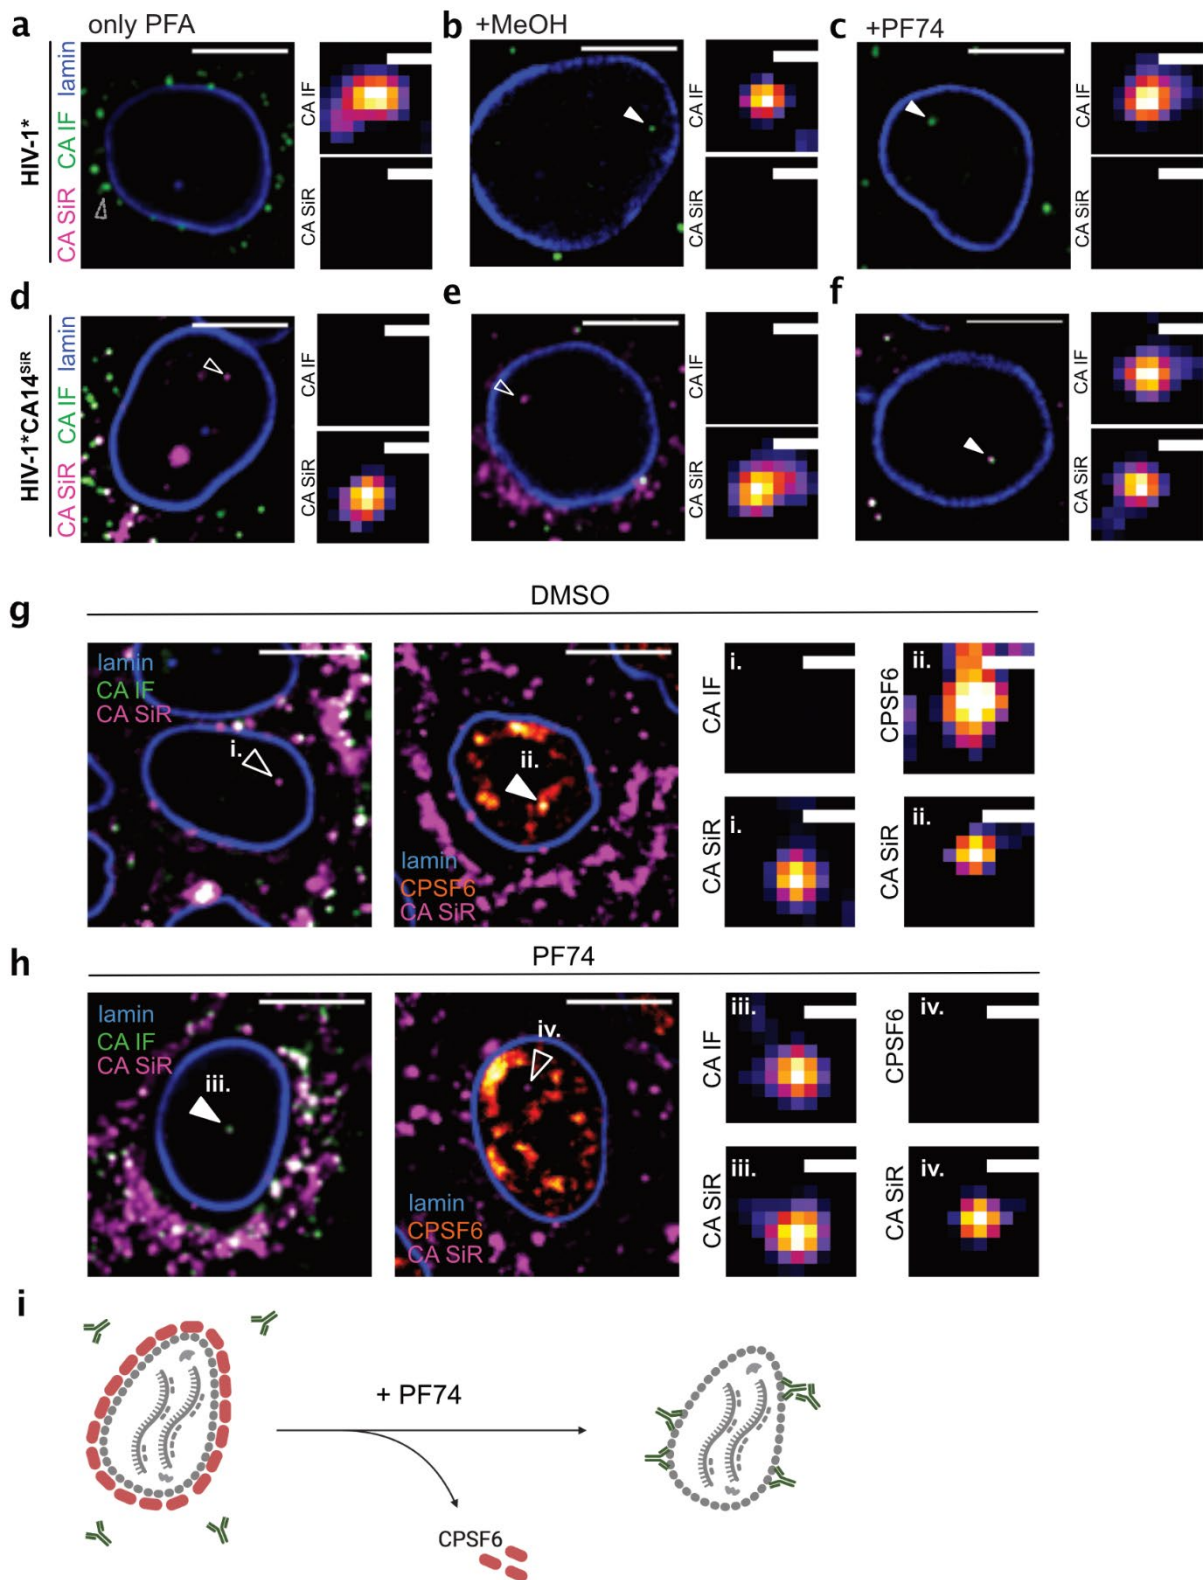 a
only PFA
b
+MeOH
c
+PF74
HIV-1*
CA SiR CA IF lamin
CA IF
CA SiR
CA IF
CA SiR
CA IF
CA SiR
d
e
f
HIV-1*CA14SiR
CA SiR CA IF lamin
CA IF
CA SiR
CA IF
CA SiR
CA IF
CA SiR
g
DMSO
lamin
CA IF
CA SiR
i.
ii.
lamin
CPSF6
CA SiR
i.
CA IF
ii.
CPSF6
i.
CA SiR
ii.
CA SiR
h
PF74
lamin
CA IF
CA SiR
iii.
iv.
lamin
CPSF6
CA SiR
iii.
CA IF
iv.
CPSF6
iii.
CA SiR
iv.
CA SiR
i
+ PF74
CPSF6